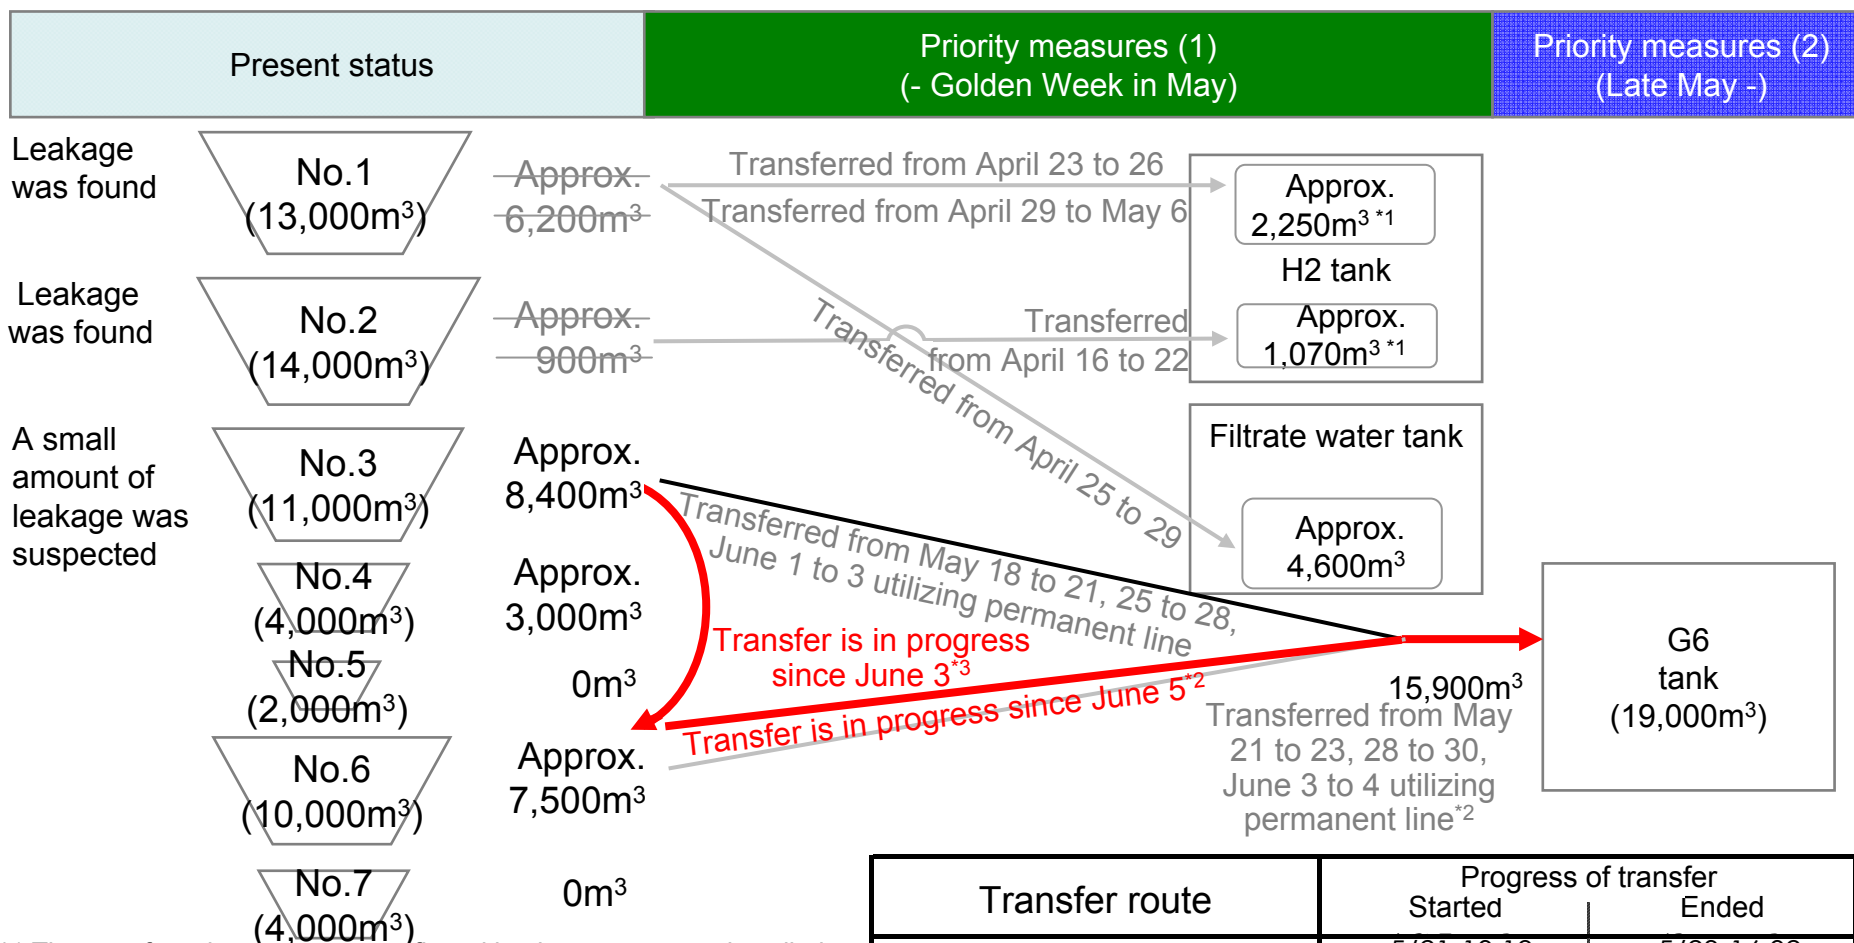 Present status
Priority measures (1)
(- Golden Week in May)
Priority measures (2)
(Late May -)
Leakage
was found
No.1
(13,000m³)
Approx.
6,200m³
Transferred from April 23 to 26
Transferred from April 29 to May 6
Approx.
2,250m³ *1
H2 tank
Leakage
was found
No.2
(14,000m³)
Approx.
900m³
Transferred
from April 16 to 22
Approx.
1,070m³ *1
Transferred from April 25 to 29
Filtrate water tank
Approx.
4,600m³
A small
amount of
leakage was
suspected
No.3
(11,000m³)
Approx.
8,400m³
Transferred from May 18 to 21, 25 to 28,
June 1 to 3 utilizing permanent line
No.4
(4,000m³)
Approx.
3,000m³
Transfer is in progress
since June 3*3
No.5
(2,000m³)
0m³
Transfer is in progress since June 5*2
15,900m³
Transferred from May
21 to 23, 28 to 30,
June 3 to 4 utilizing
permanent line*2
G6
tank
(19,000m³)
No.6
(10,000m³)
Approx.
7,500m³
No.7
(4,000m³)
0m³
Transfer route
Progress of transfer
Started
Ended